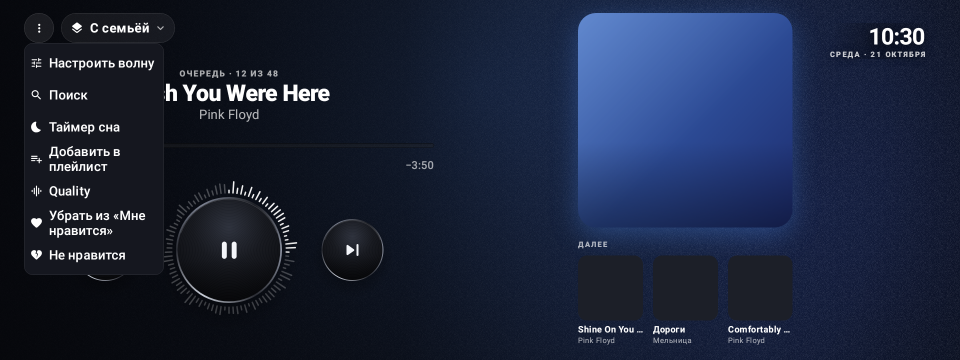 С семьёй
10:30
СРЕДА · 21 ОКТЯБРЯ
Настроить волну
Поиск
Таймер сна
Добавить в
плейлист
Quality
Убрать из «Мне
нравится»
Не нравится
ОЧЕРЕДЬ · 12 ИЗ 48
h You Were Here
Pink Floyd
−3:50
ДАЛЕЕ
Shine On You …
Pink Floyd
Дороги
Мельница
Comfortably …
Pink Floyd